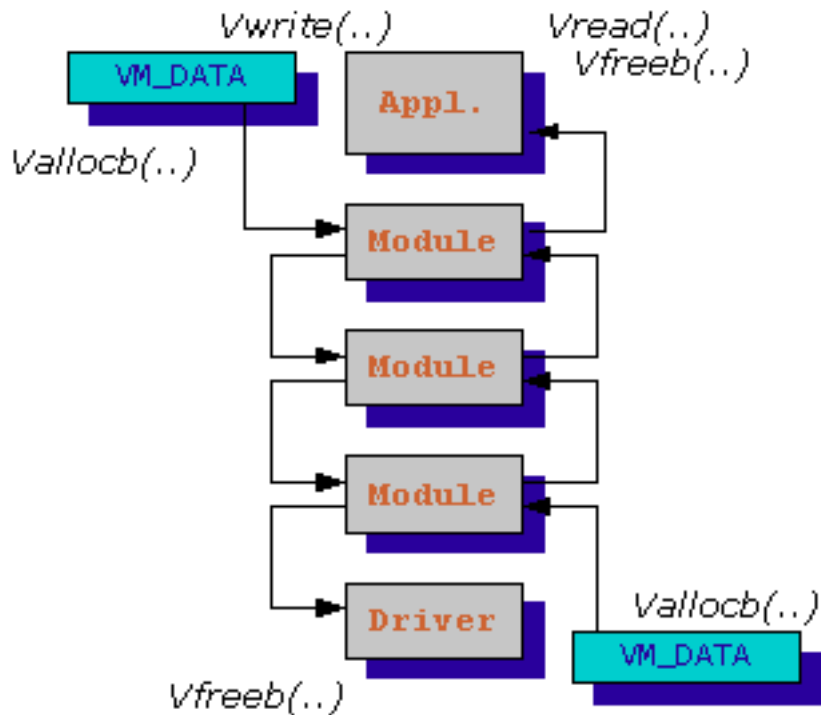 Vwrite(..)
Vread(..)
Vfreeb(..)
VM_DATA
Appl.
Vallocb(..)
Module
Module
Module
Driver
Vallocb(..)
VM_DATA
Vfreeb(..)